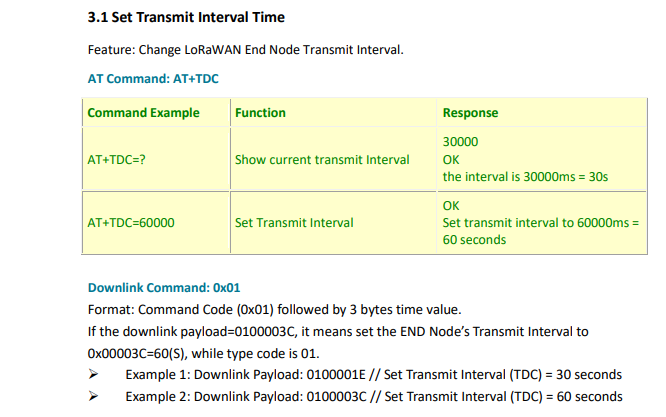 3.1 Set Transmit Interval Time
Feature: Change LoRaWAN End Node Transmit Interval.
AT Command: AT+TDC
Command Example Function Response
AT+TDC=? Show current transmit Interval 30000
OK
the interval is 30000ms = 30s
AT+TDC=60000 Set Transmit Interval OK
Set transmit interval to 60000ms =
60 seconds
Downlink Command: 0x01
Format: Command Code (0x01) followed by 3 bytes time value.
If the downlink payload=0100003C, it means set the END Node’s Transmit Interval to
0x00003C=60(S), while type code is 01.
➢ Example 1: Downlink Payload: 0100001E // Set Transmit Interval (TDC) = 30 seconds
➢ Example 2: Downlink Payload: 0100003C // Set Transmit Interval (TDC) = 60 seconds